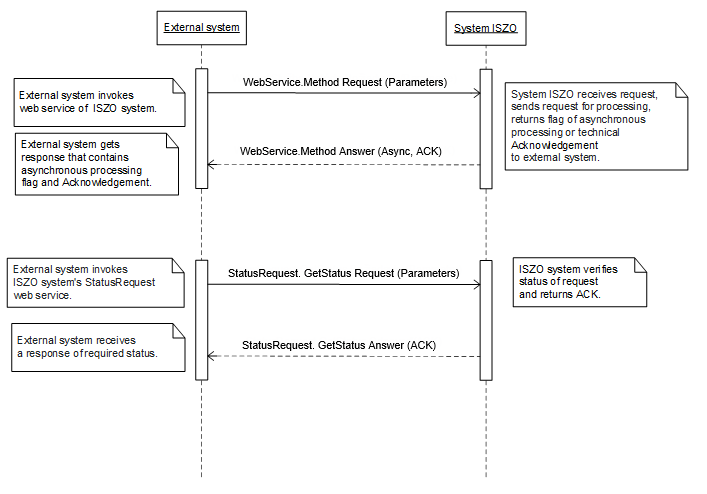 External system
System ISZO
WebService.Method Request (Parameters)
External system invokes
web service of ISZO system.
System ISZO receives request,
sends request for processing,
returns flag of asynchronous
processing or technical
Acknowledgement
to external system.
External system gets
response that contains
asynchronous processing
flag and Acknowledgement.
WebService.Method Answer (Async, ACK)
External system invokes
ISZO system's StatusRequest
web service.
StatusRequest. GetStatus Request (Parameters)
ISZO system verifies
status of request
and returns ACK.
External system receives
a response of required status.
StatusRequest. GetStatus Answer (ACK)